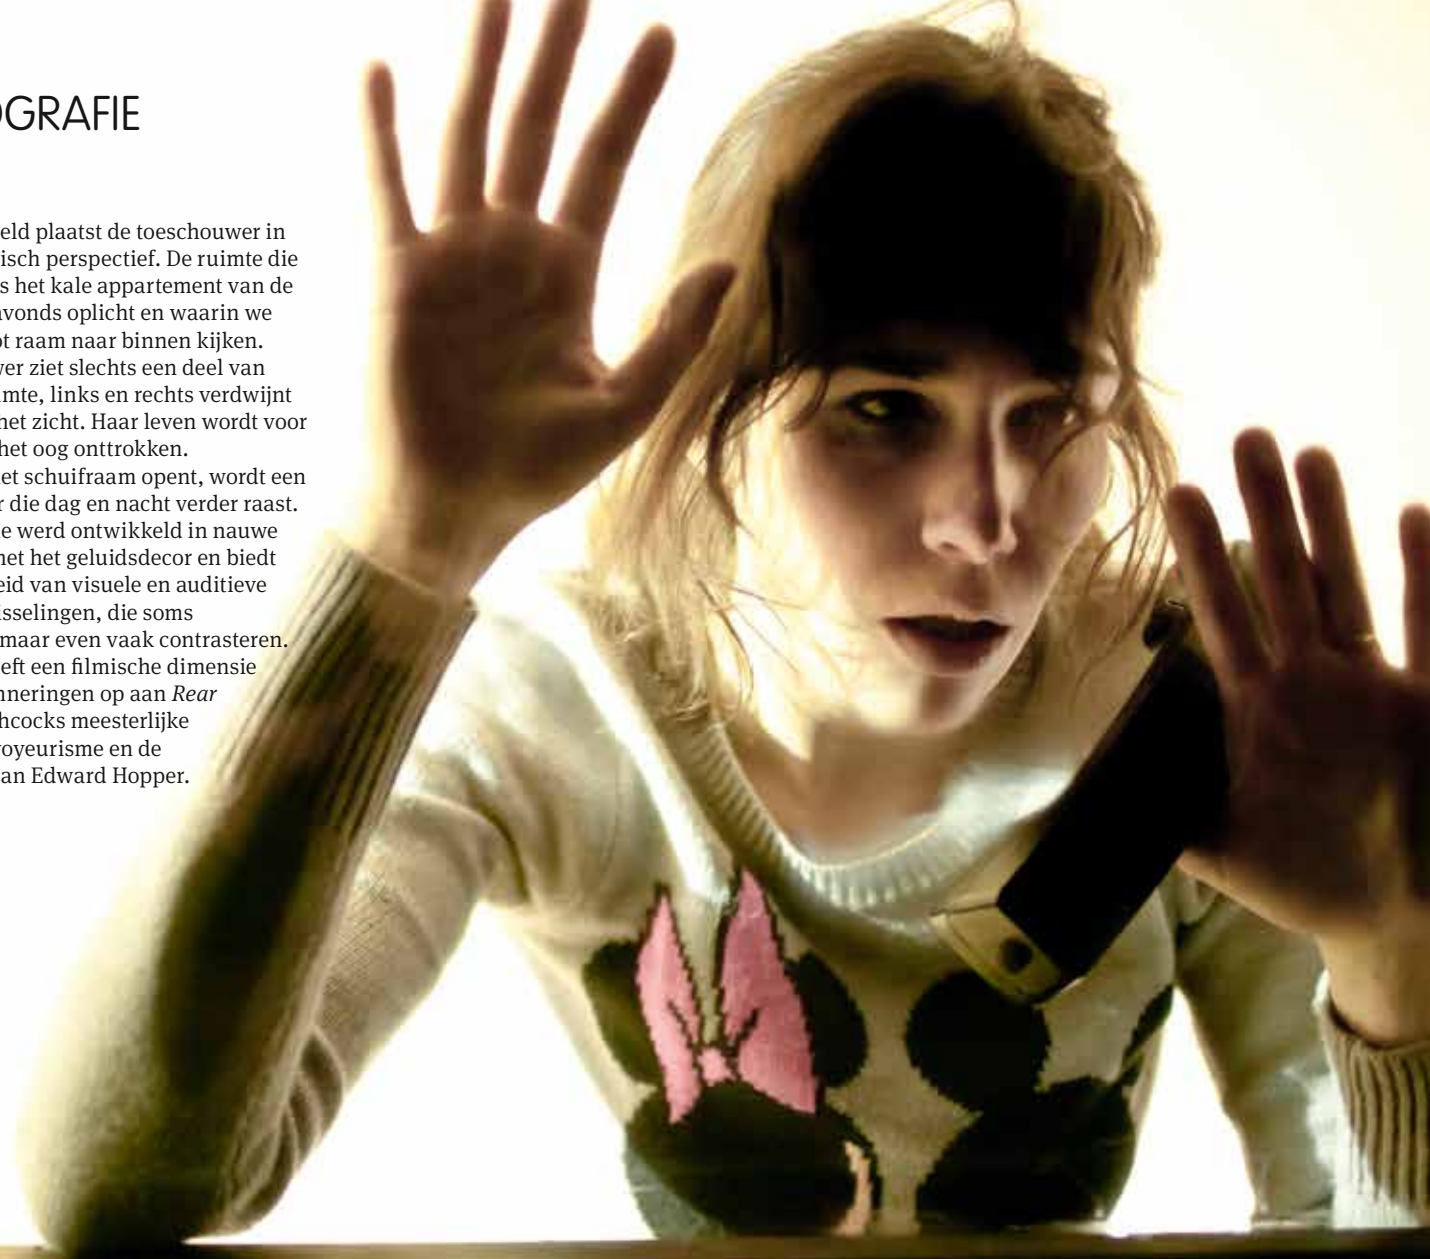 OGRAFIE
eld plaatst de toeschouwer in
isch perspectief. De ruimte die
s het kale appartement van de
avonds oplicht en waarin we
ot raam naar binnen kijken.
wer ziet slechts een deel van
imte, links en rechts verdwijnt
het zicht. Haar leven wordt voor
het oog onttrokken.
et schuifraam opent, wordt een
r die dag en nacht verder raast.
e werd ontwikkeld in nauwe
met het geluidsdecor en biedt
eid van visuele en auditieve
isselingen, die soms
maar even vaak contrasteren.
eft een filmische dimensie
nneringen op aan Rear
hcocks meesterlijke
voyeurisme en de
an Edward Hopper.